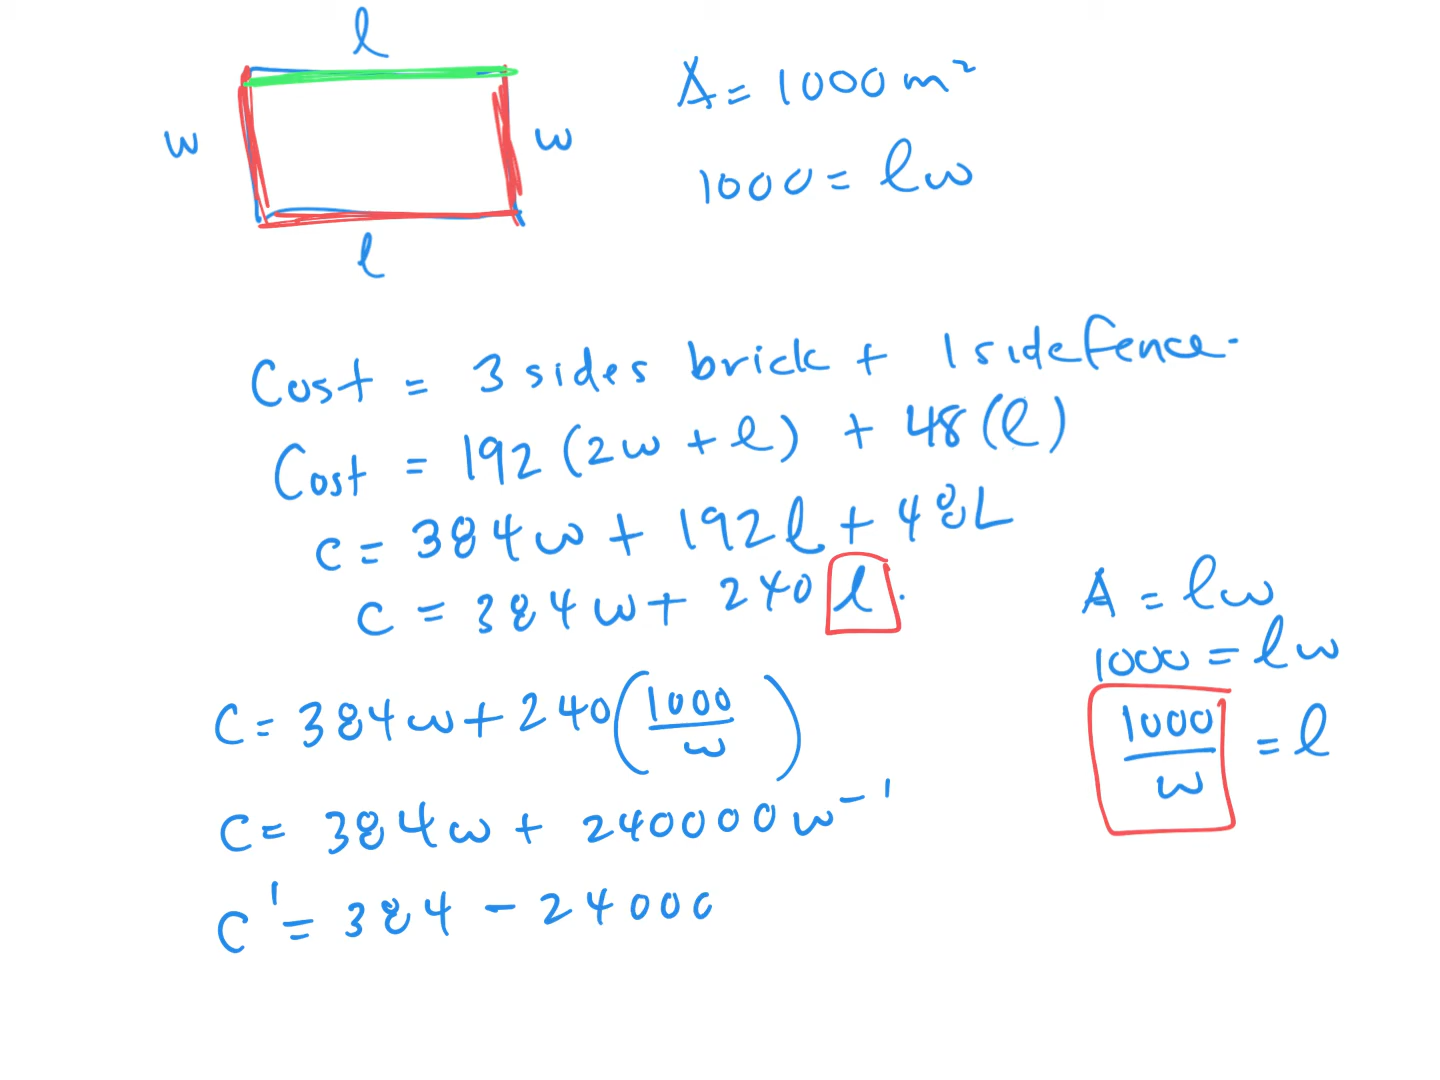 l
w
w
l
A = 1000 m²
1000 = lw
Cost = 3 sides brick + 1 side fence.
Cost = 192 (2w + l) + 48 (l)
C = 384w + 192l + 48L
C = 384w + 240 l.
A = lw
1000 = lw
1000/w = l
C = 384w + 240 (1000/w)
C = 384w + 240000w⁻¹
C' = 384 - 24000